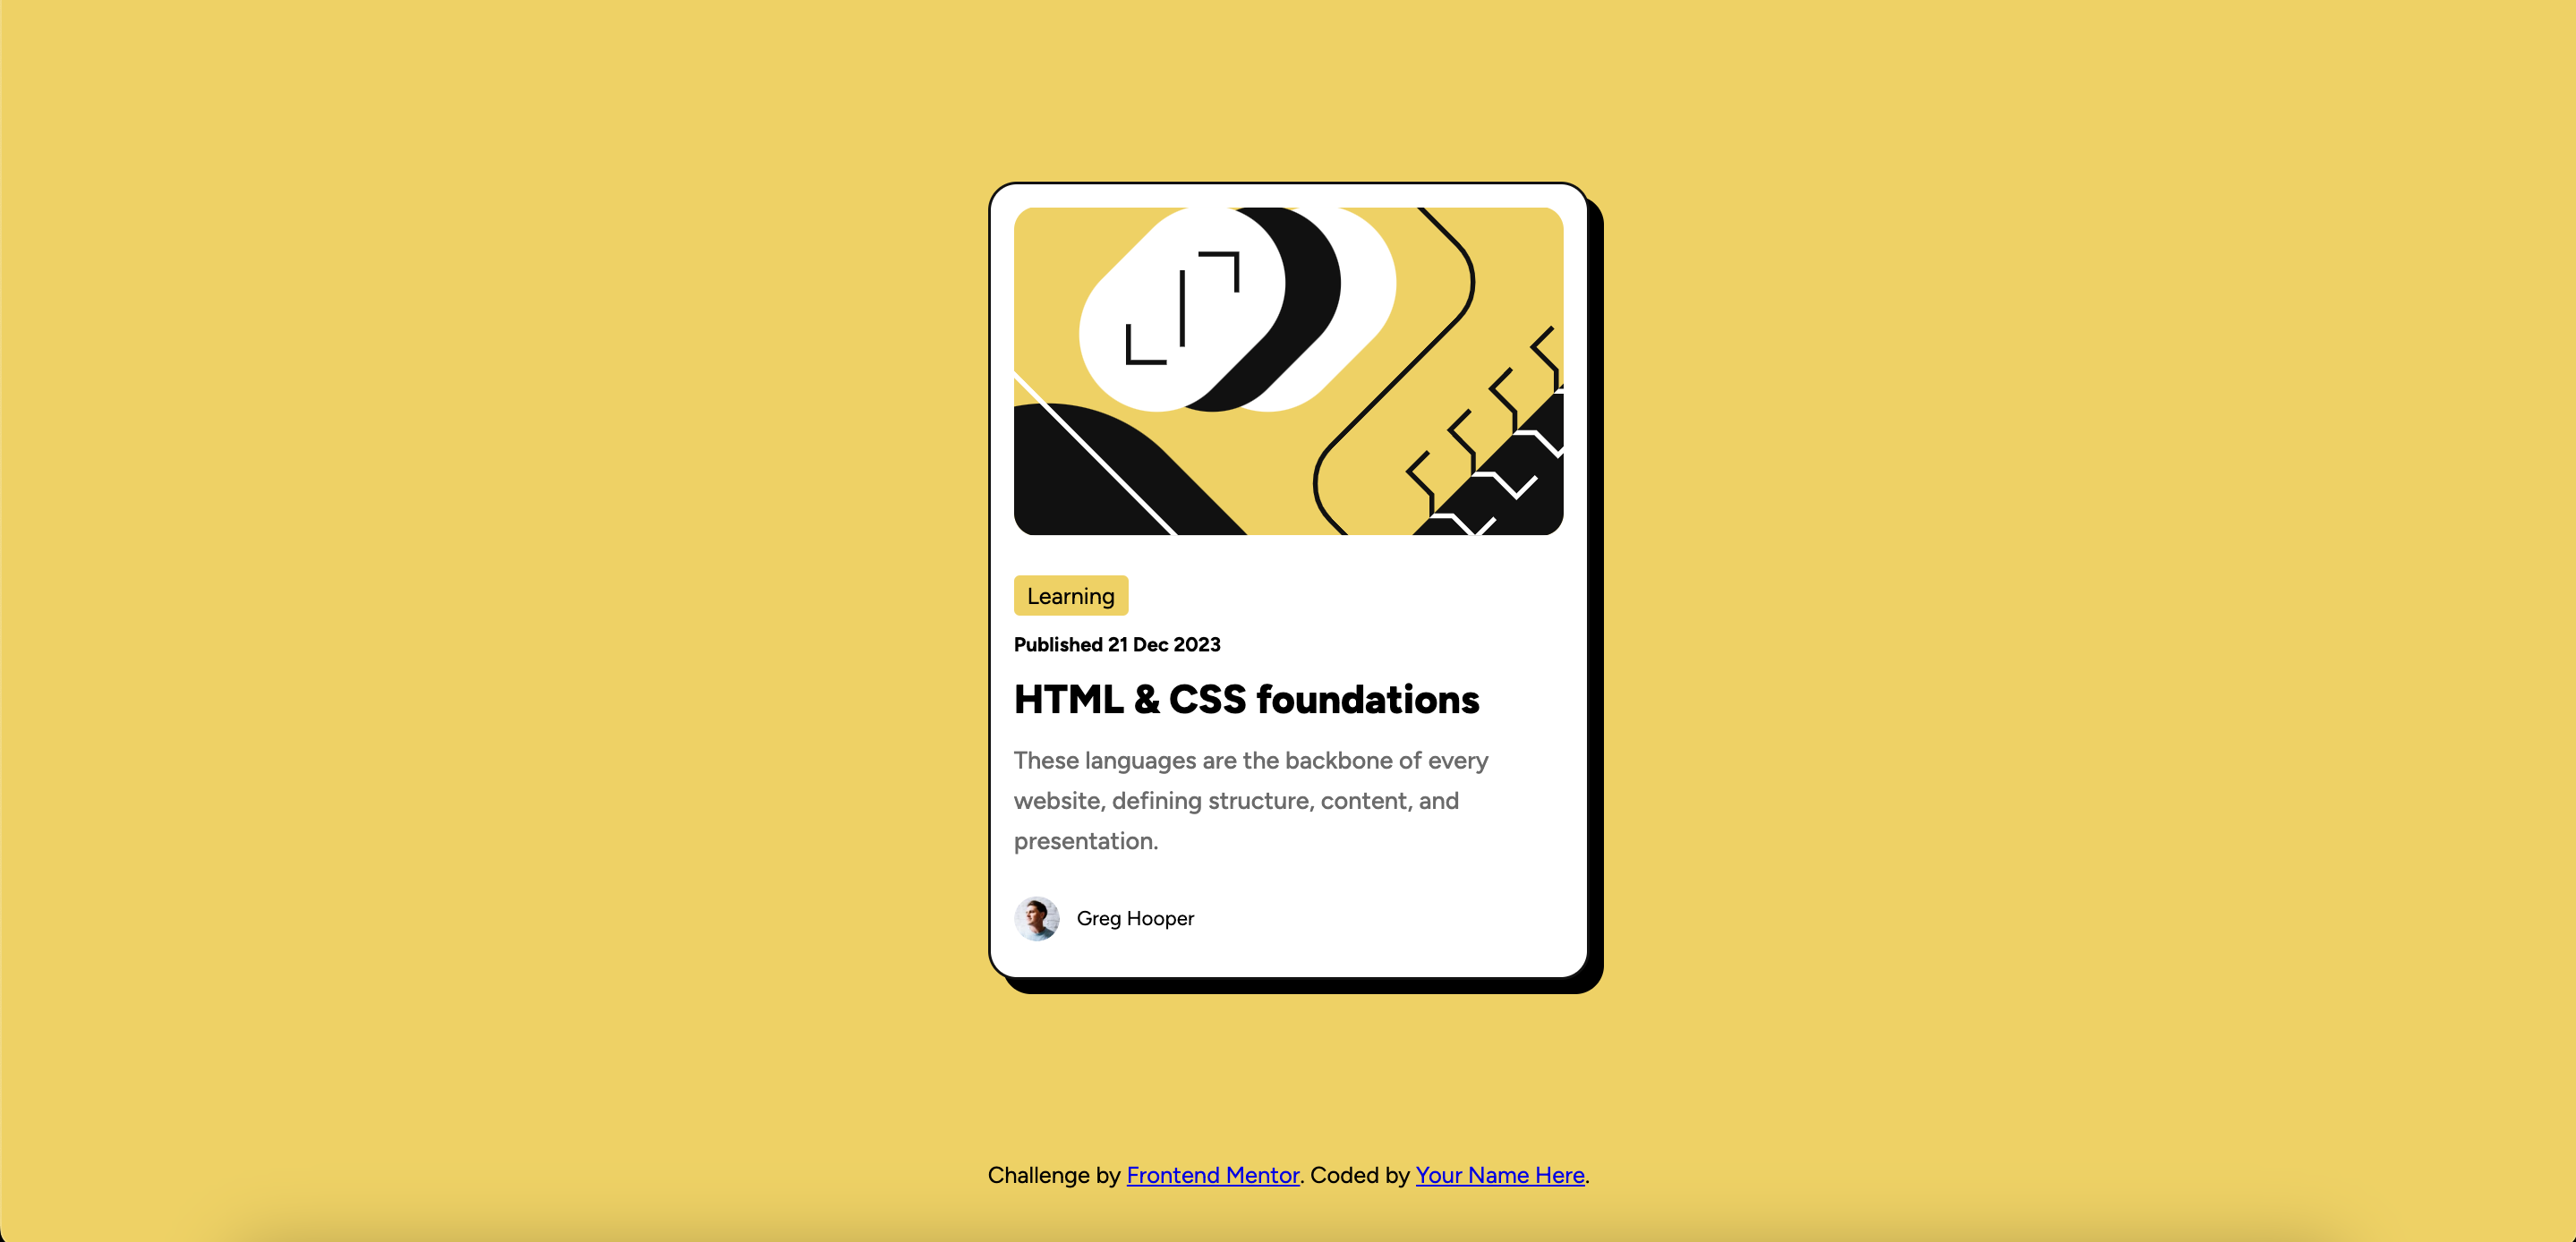 Learning
Published 21 Dec 2023
HTML & CSS foundations
These languages are the backbone of every
website, defining structure, content, and
presentation.
Greg Hooper
Challenge by Frontend Mentor. Coded by Your Name Here.